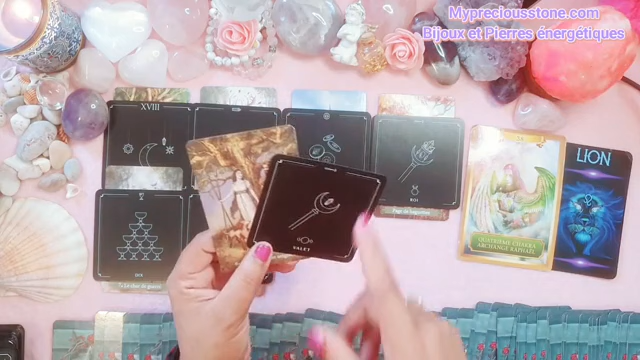 Mypreciousstone.com
Bijoux et Pierres énergétiques
XVIII
LION
QUATRIÈME CHAKRA
ARCHANGE RAPHAËL
VALET
ROI
DIX